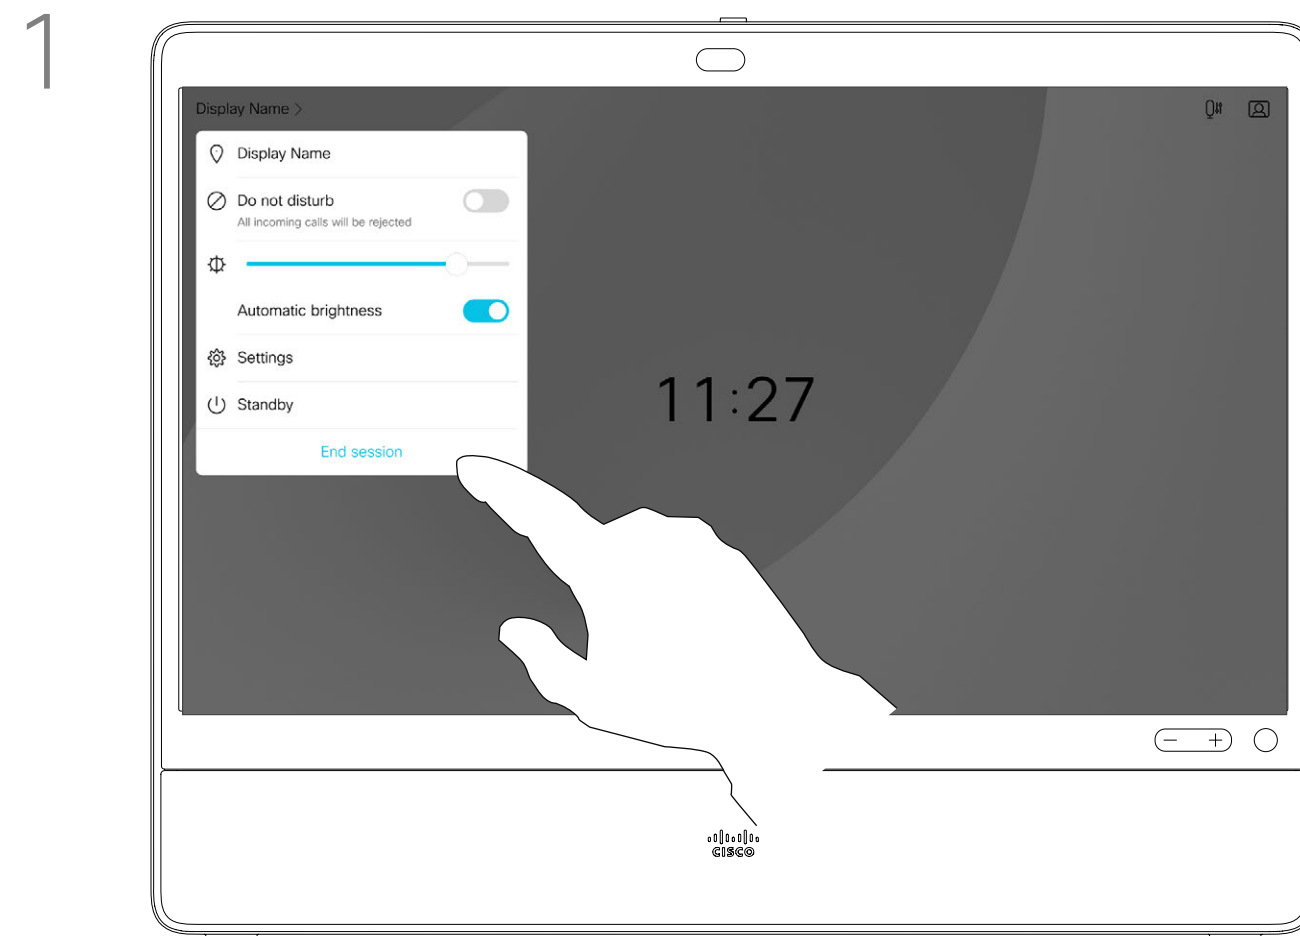 1
Display Name >
Display Name
Do not disturb
All incoming calls will be rejected
Automatic brightness
Settings
Standby
End session
11:27
− +
CISCO